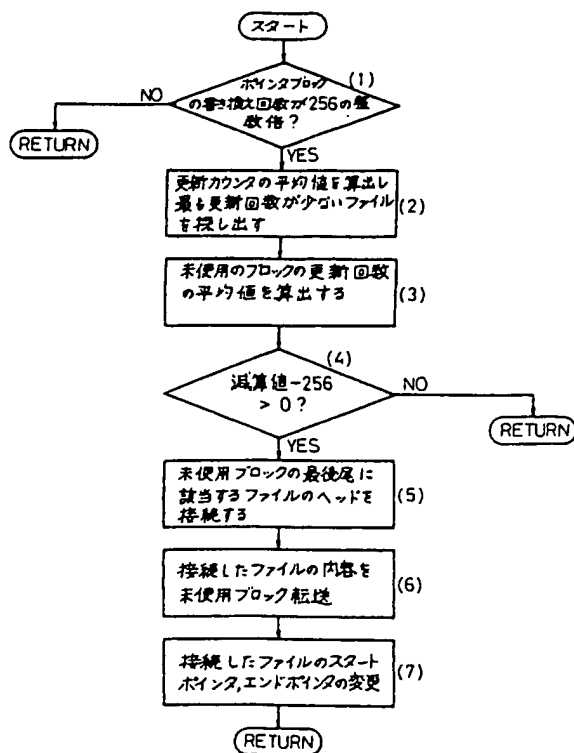 スタート
(1)
ポインタブロック
の書き換え回数が256の整
数倍?
NO
RETURN
YES
更新カウンタの平均値を算出し
最も更新回数が少ないファイル
を探し出す
(2)
未使用のブロックの更新回数
の平均値を算出する
(3)
(4)
減算値-256
> 0 ?
NO
RETURN
YES
未使用ブロックの最後尾に
該当するファイルのヘッドを
接続する
(5)
接続したファイルの内容を
未使用ブロック転送
(6)
接続したファイルのスタート
ポインタ,エンドポインタの変更
(7)
RETURN